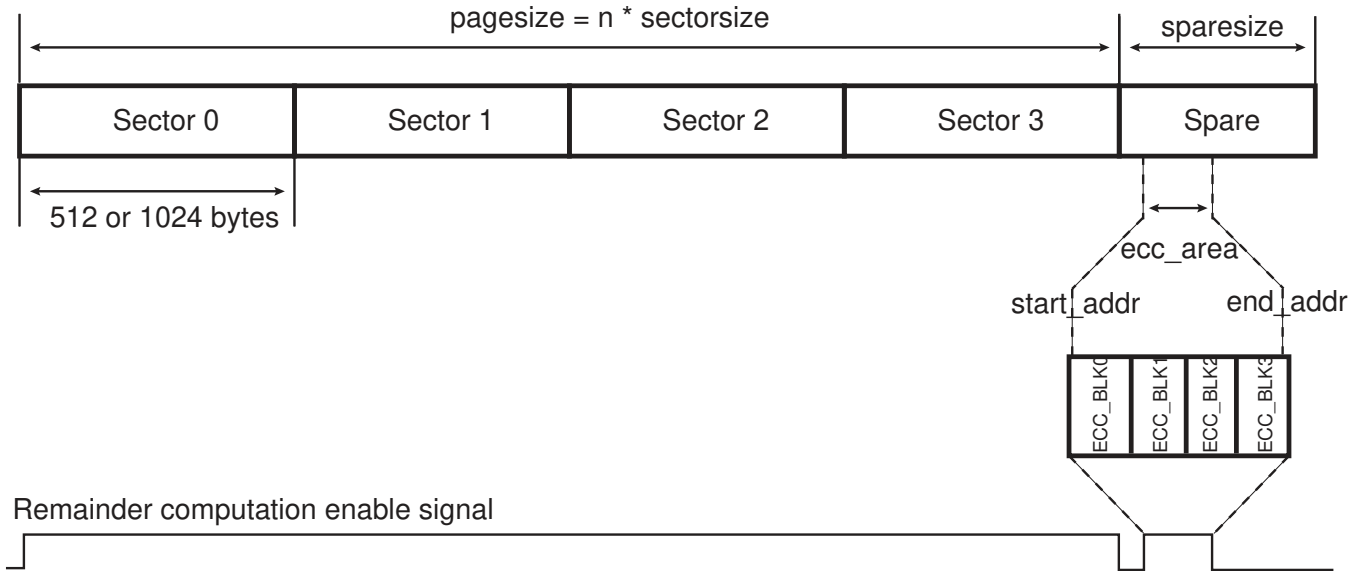 pagesize = n * sectorsize
sparesize
Sector 0
Sector 1
Sector 2
Sector 3
Spare
512 or 1024 bytes
ecc_area
start_addr
end_addr
ECC_BLK0
ECC_BLK1
ECC_BLK2
ECC_BLK3
Remainder computation enable signal